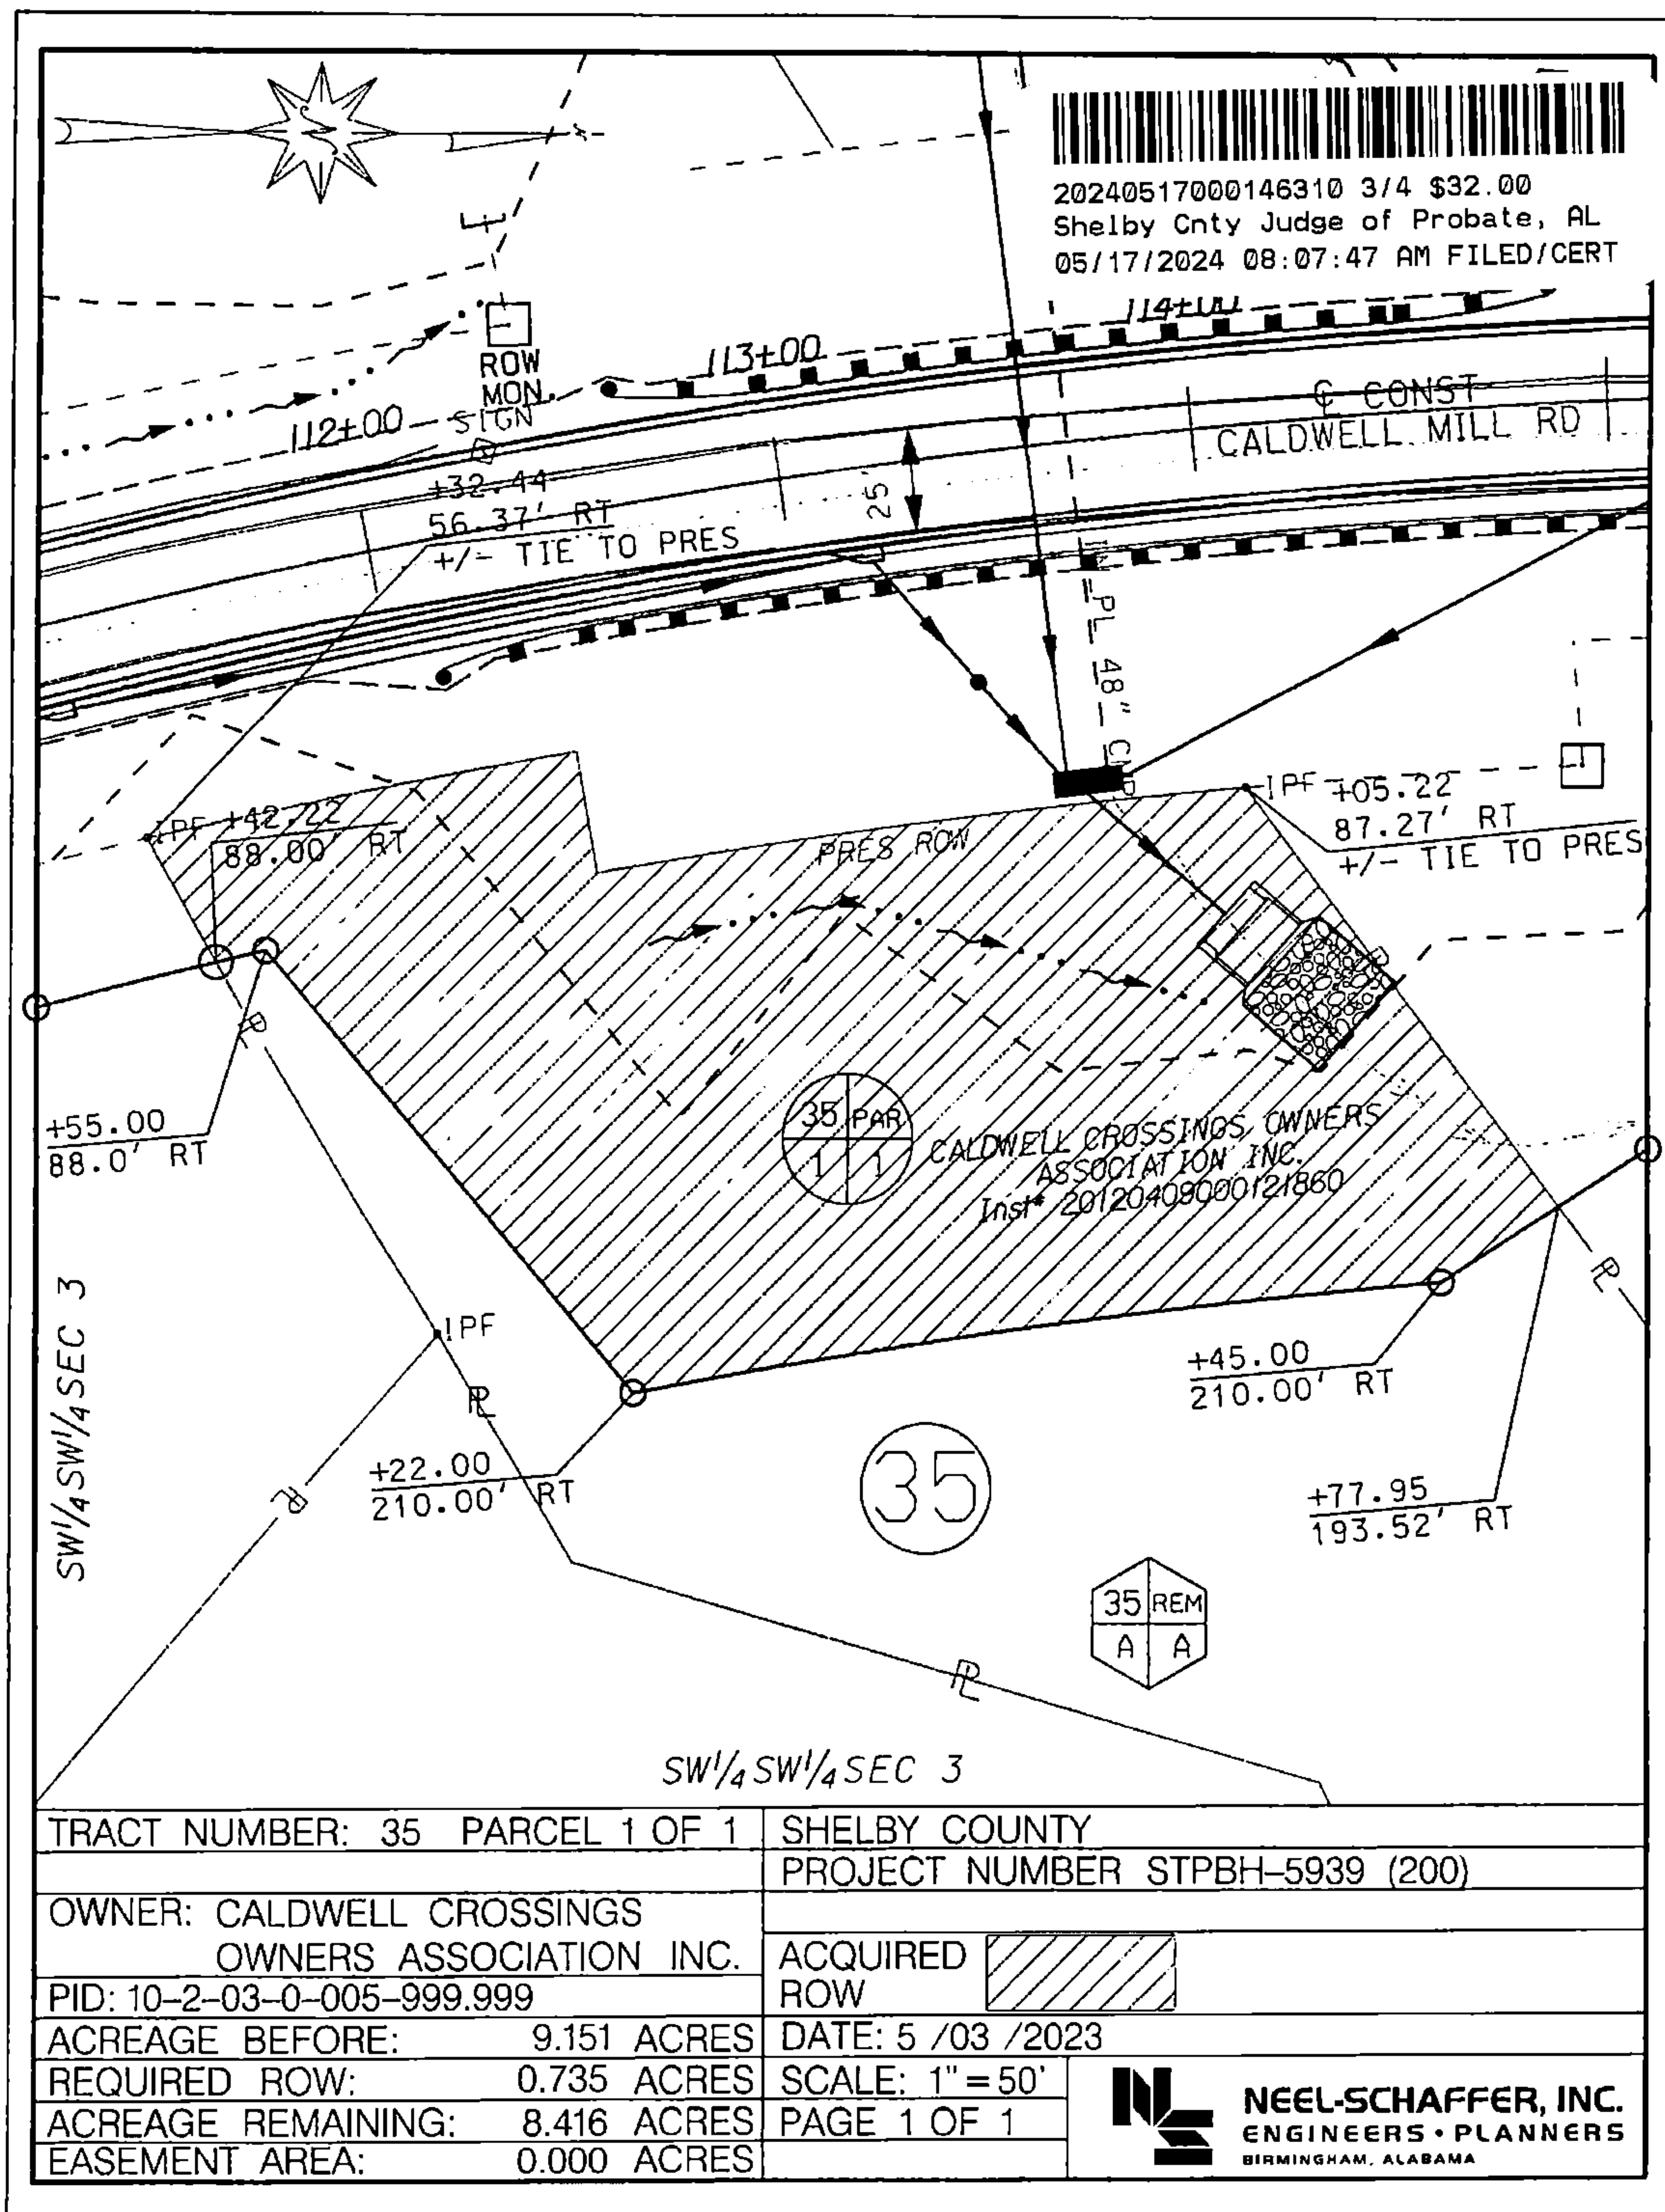 20240517000146310 3/4 $32.00
Shelby Cnty Judge of Probate, AL
05/17/2024 08:07:47 AM FILED/CERT
ROW
MON.
SIGN
112+00
113+00
114+00
℄ CONST
CALDWELL MILL RD
25'
+32.44
56.37' RT
+/- TIE TO PRES
PL 48"
IPF +42.22
88.00' RT
PRES ROW
IPF +05.22
87.27' RT
+/- TIE TO PRES
+55.00
88.0' RT
35 PAR
1 1
CALDWELL CROSSINGS OWNERS
ASSOCIATION INC.
Inst# 20120409000121860
SW1/4SW1/4SEC 3
IPF
PL
+22.00
210.00' RT
35
+45.00
210.00' RT
PL
+77.95
193.52' RT
35 REM
A A
PL
SW1/4SW1/4SEC 3
TRACT NUMBER: 35 PARCEL 1 OF 1
SHELBY COUNTY
PROJECT NUMBER STPBH-5939 (200)
OWNER: CALDWELL CROSSINGS
OWNERS ASSOCIATION INC.
ACQUIRED
ROW
PID: 10-2-03-0-005-999.999
ACREAGE BEFORE: 9.151 ACRES
DATE: 5 /03 /2023
REQUIRED ROW: 0.735 ACRES
SCALE: 1"=50'
ACREAGE REMAINING: 8.416 ACRES
PAGE 1 OF 1
EASEMENT AREA: 0.000 ACRES
NEEL-SCHAFFER, INC.
ENGINEERS • PLANNERS
BIRMINGHAM, ALABAMA